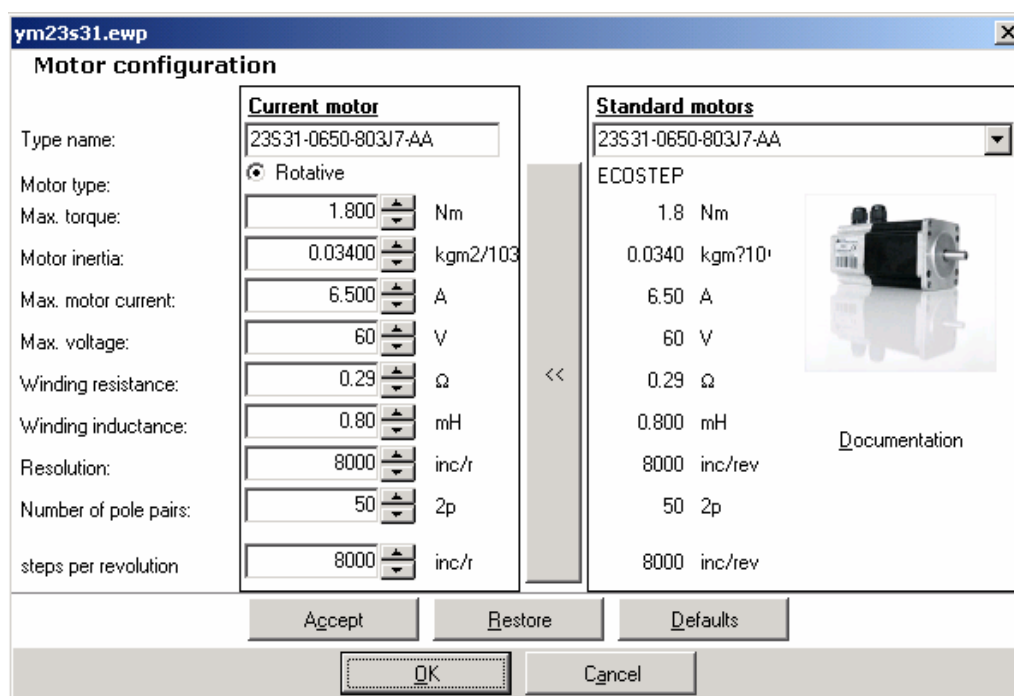 ym23s31.ewp
Motor configuration
Current motor
Standard motors
Type name:
23S31-0650-803J7-AA
23S31-0650-803J7-AA
Motor type:
Rotative
ECOSTEP
Max. torque:
1.800
Nm
1.8 Nm
Motor inertia:
0.03400
kgm2/103
0.0340 kgm?10
Max. motor current:
6.500
A
6.50 A
Max. voltage:
60
V
60 V
Winding resistance:
0.29
Ω
<<
0.29 Ω
Winding inductance:
0.80
mH
0.800 mH
Documentation
Resolution:
8000
inc/r
8000 inc/rev
Number of pole pairs:
50
2p
50 2p
steps per revolution
8000
inc/r
8000 inc/rev
Accept
Restore
Defaults
OK
Cancel